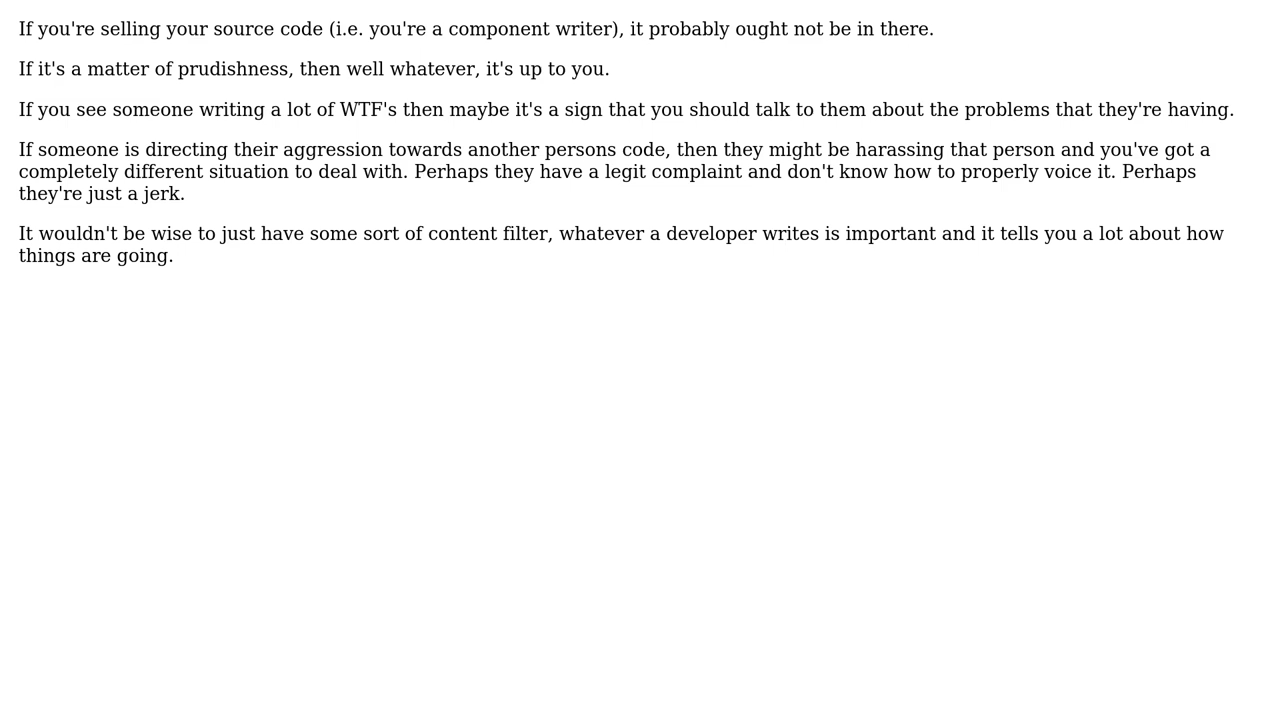 If you're selling your source code (i.e. you're a component writer), it probably ought not be in there.
If it's a matter of prudishness, then well whatever, it's up to you.
If you see someone writing a lot of WTF's then maybe it's a sign that you should talk to them about the problems that they're having.
If someone is directing their aggression towards another persons code, then they might be harassing that person and you've got a
completely different situation to deal with. Perhaps they have a legit complaint and don't know how to properly voice it. Perhaps
they're just a jerk.
It wouldn't be wise to just have some sort of content filter, whatever a developer writes is important and it tells you a lot about how
things are going.